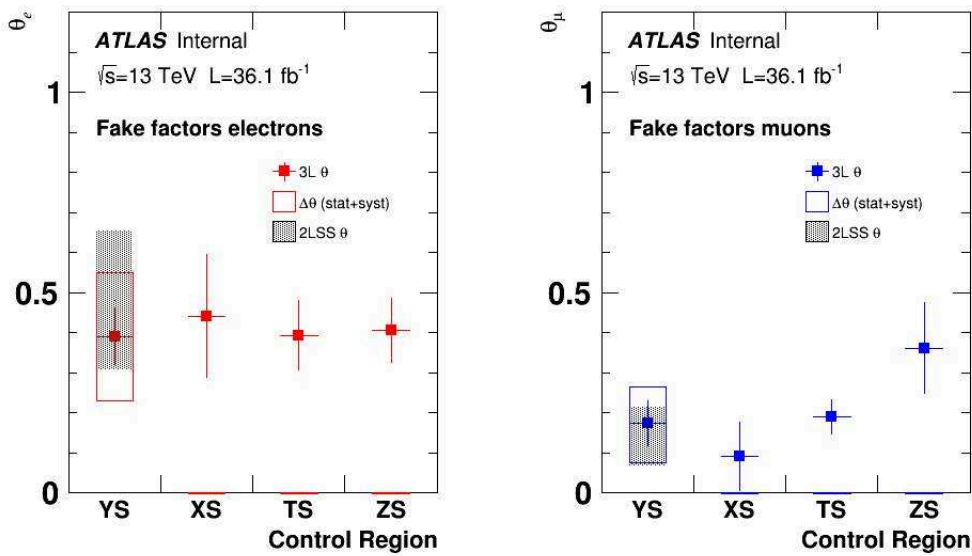 θe
ATLAS Internal
√s=13 TeV L=36.1 fb-1
1
Fake factors electrons
3L θ
Δθ (stat+syst)
2LSS θ
0.5
0
YS XS TS ZS
Control Region
θμ
ATLAS Internal
√s=13 TeV L=36.1 fb-1
1
Fake factors muons
3L θ
Δθ (stat+syst)
2LSS θ
0.5
0
YS XS TS ZS
Control Region